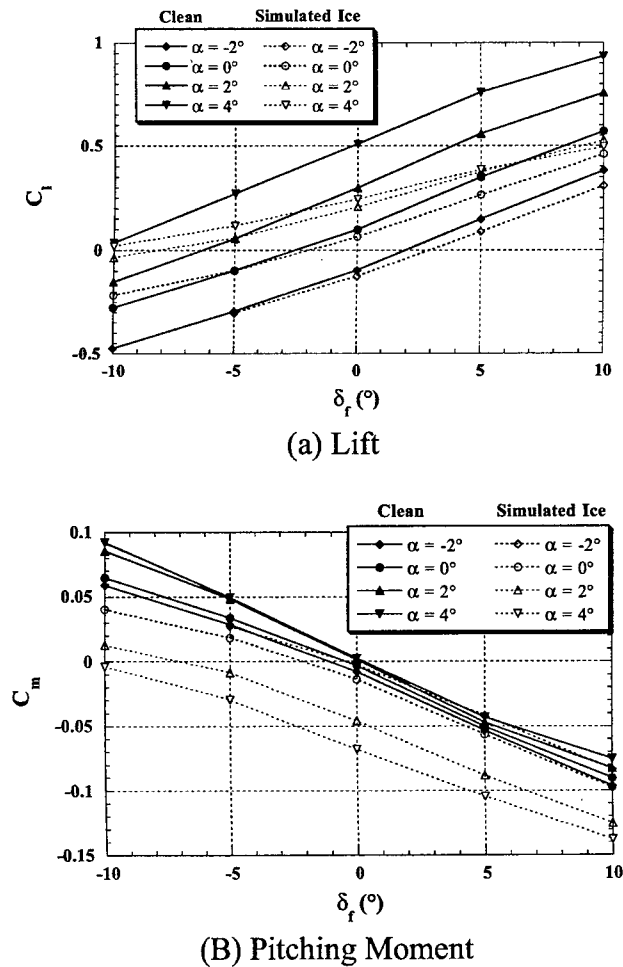 Clean Simulated Ice
α = -2° α = -2°
α = 0° α = 0°
α = 2° α = 2°
α = 4° α = 4°
1
0.5
0
-0.5
C_l
-10 -5 0 5 10
δ_f (°)
(a) Lift
Clean Simulated Ice
α = -2° α = -2°
α = 0° α = 0°
α = 2° α = 2°
α = 4° α = 4°
0.1
0.05
0
-0.05
-0.1
-0.15
C_m
-10 -5 0 5 10
δ_f (°)
(B) Pitching Moment